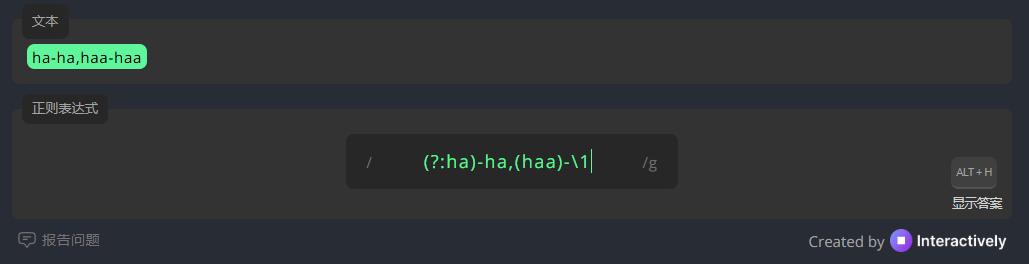 文本
ha-ha,haa-haa
正则表达式
/ (?:ha)-ha,(haa)-\1 /g
ALT + H
显示答案
报告问题
Created by Interactively